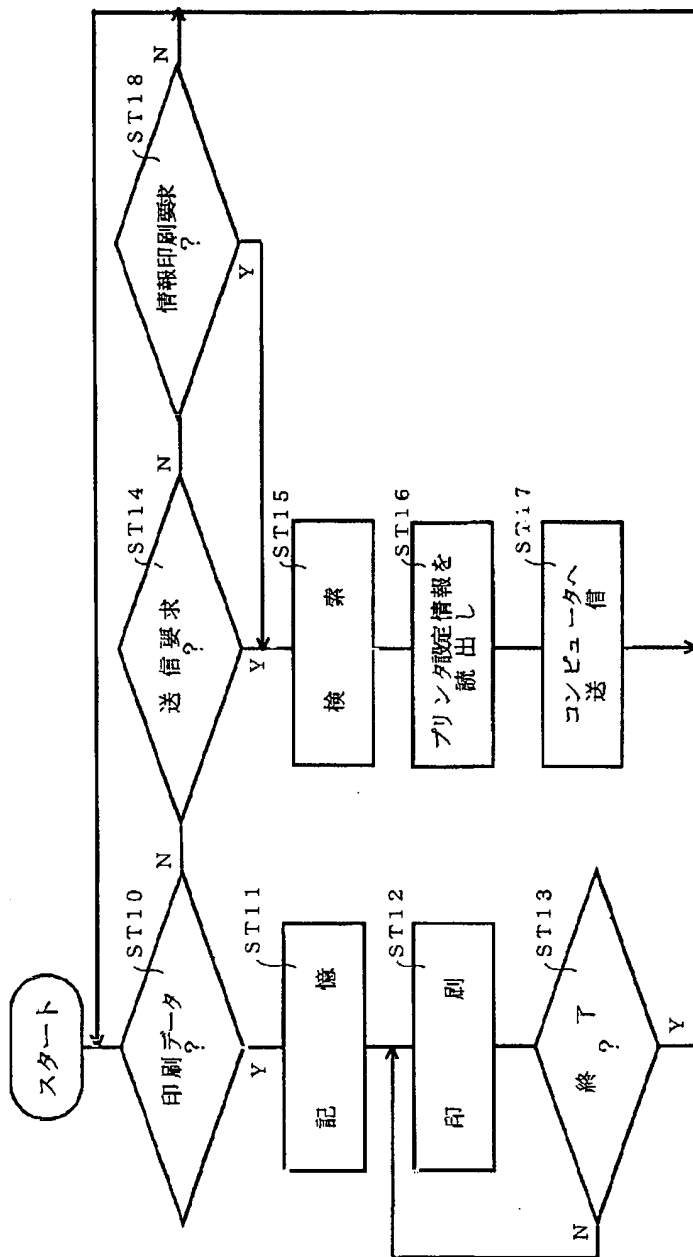 スタート
ST10
印刷データ
?
N
Y
ST11
記憶
ST12
印刷
ST13
終了
?
N
Y
ST14
送信要求
?
N
Y
ST15
検索
ST16
プリンタ設定情報を
読出し
ST17
コンピュータへ
送信
ST18
情報印刷要求
?
N
Y